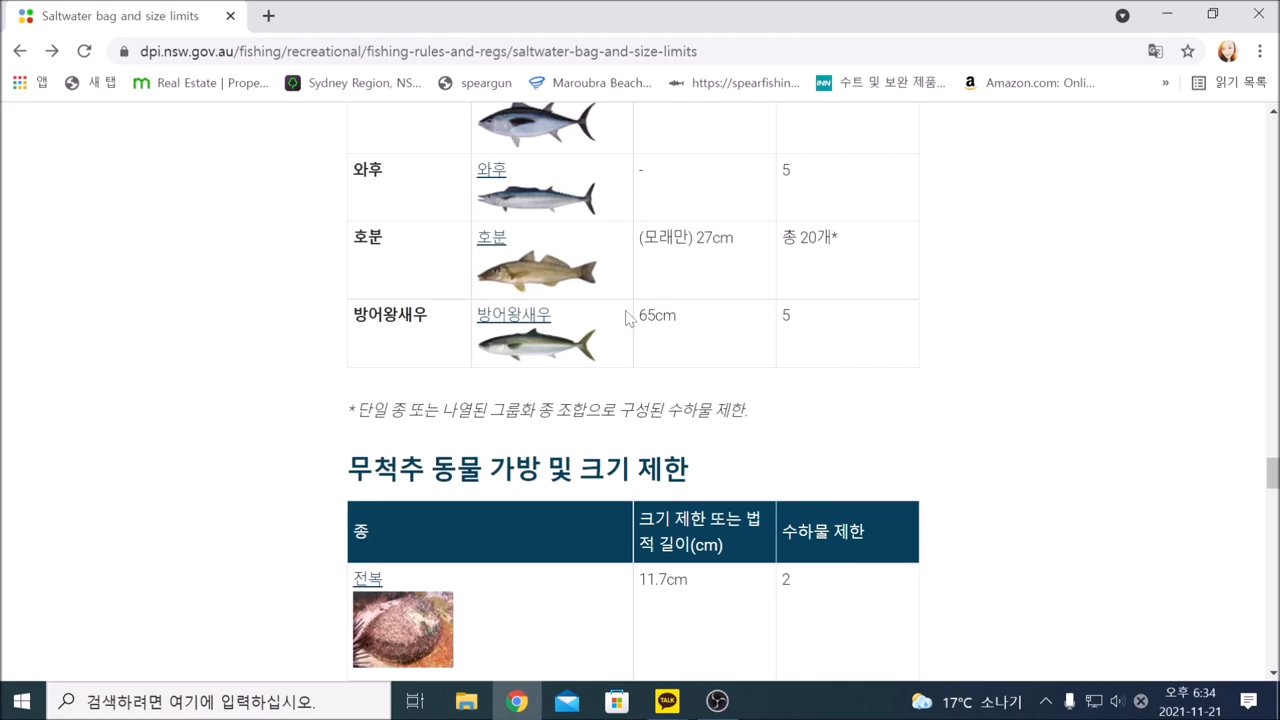 Saltwater bag and size limits
dpi.nsw.gov.au/fishing/recreational/fishing-rules-and-regs/saltwater-bag-and-size-limits
앱 새 탭 Real Estate | Prope... Sydney Region, NS... speargun Maroubra Beach... https://spearfishin... INN 수트 및 보완 제품... Amazon.com: Onli... » 읽기 목록
와후 와후 - 5
호분 호분 (모래만) 27cm 총 20개*
방어왕새우 방어왕새우 65cm 5
* 단일 종 또는 나열된 그룹화 종 조합으로 구성된 수하물 제한.
무척추 동물 가방 및 크기 제한
종 크기 제한 또는 법적 길이(cm) 수하물 제한
전복 11.7cm 2
검색하려면 여기에 입력하십시오. TALK 17°C 소나기 오후 6:34
2021-11-21